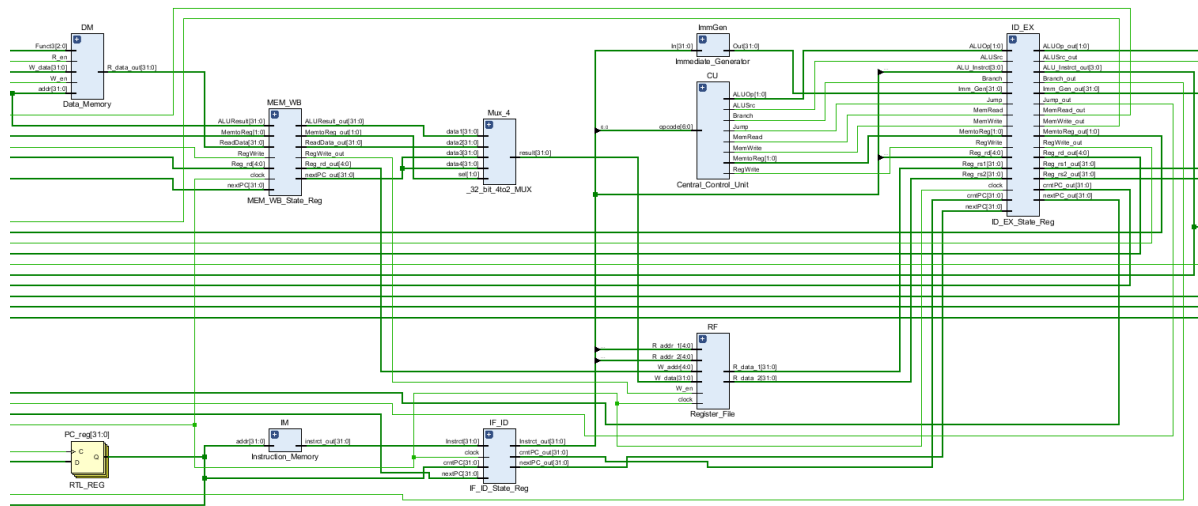 DM
Funct3[2:0]
R_en
W_data[31:0]
W_en
addr[31:0]
R_data_out[31:0]
Data_Memory
MEM_WB
ALUResult[31:0]
MemtoReg[1:0]
ReadData[31:0]
RegWrite
Reg_rd[4:0]
clock
nextPC[31:0]
ALUResult_out[31:0]
MemtoReg_out[1:0]
ReadData_out[31:0]
RegWrite_out
Reg_rd_out[4:0]
nextPC_out[31:0]
MEM_WB_State_Reg
Mux_4
data1[31:0]
data2[31:0]
data3[31:0]
data4[31:0]
sel[1:0]
result[31:0]
_32_bit_4to2_MUX
ImmGen
In[31:0]
Out[31:0]
Immediate_Generator
CU
opcode[6:0]
ALUOp[1:0]
ALUSrc
Branch
Jump
MemRead
MemWrite
MemtoReg[1:0]
RegWrite
Central_Control_Unit
ID_EX
ALUOp[1:0]
ALUSrc
ALU_Instrct[3:0]
Branch
Imm_Gen[31:0]
Jump
MemRead
MemWrite
MemtoReg[1:0]
RegWrite
Reg_rd[4:0]
Reg_rs1[31:0]
Reg_rs2[31:0]
clock
crntPC[31:0]
nextPC[31:0]
ALUOp_out[1:0]
ALUSrc_out
ALU_Instrct_out[3:0]
Branch_out
Imm_Gen_out[31:0]
Jump_out
MemRead_out
MemWrite_out
MemtoReg_out[1:0]
RegWrite_out
Reg_rd_out[4:0]
Reg_rs1_out[31:0]
Reg_rs2_out[31:0]
crntPC_out[31:0]
nextPC_out[31:0]
ID_EX_State_Reg
RF
R_addr_1[4:0]
R_addr_2[4:0]
W_addr[4:0]
W_data[31:0]
W_en
clock
R_data_1[31:0]
R_data_2[31:0]
Register_File
PC_reg[31:0]
C
D
Q
RTL_REG
IM
addr[31:0]
instrct_out[31:0]
Instruction_Memory
IF_ID
Instrct[31:0]
clock
crntPC[31:0]
nextPC[31:0]
Instrct_out[31:0]
crntPC_out[31:0]
nextPC_out[31:0]
IF_ID_State_Reg